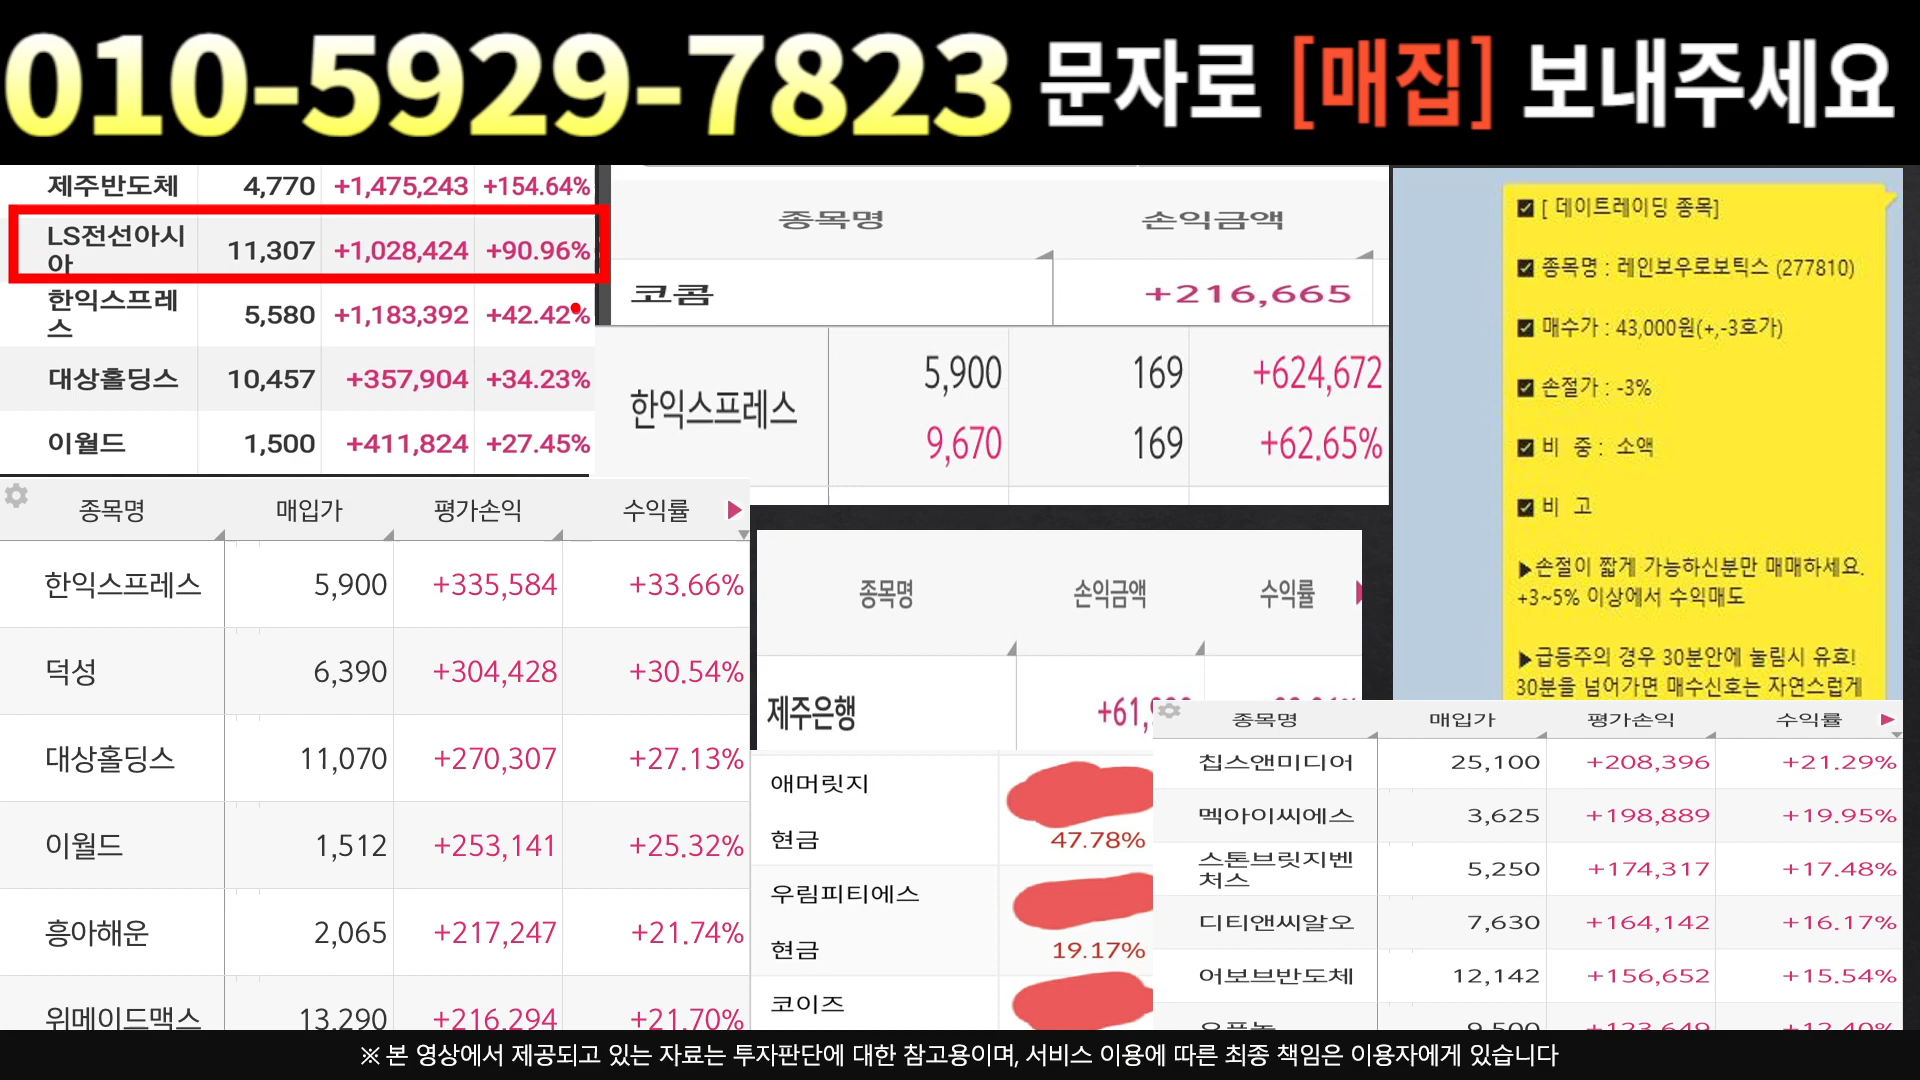 010-5929-7823 문자로 [매집] 보내주세요
제주반도체 4,770 +1,475,243 +154.64%
LS전선아시아 11,307 +1,028,424 +90.96%
한익스프레스 5,580 +1,183,392 +42.42%
대상홀딩스 10,457 +357,904 +34.23%
이월드 1,500 +411,824 +27.45%
종목명 손익금액
코콤 +216,665
한익스프레스 5,900 169 +624,672
9,670 169 +62.65%
☑ [ 데이트레이딩 종목]
☑ 종목명 : 레인보우로보틱스 (277810)
☑ 매수가 : 43,000원(+,-3호가)
☑ 손절가 : -3%
☑ 비 중 : 소액
☑ 비 고
▶손절이 짧게 가능하신분만 매매하세요.
+3~5% 이상에서 수익매도
▶급등주의 경우 30분안에 눌림시 유효!
30분을 넘어가면 매수신호는 자연스럽게
종목명 매입가 평가손익 수익률
한익스프레스 5,900 +335,584 +33.66%
덕성 6,390 +304,428 +30.54%
대상홀딩스 11,070 +270,307 +27.13%
이월드 1,512 +253,141 +25.32%
흥아해운 2,065 +217,247 +21.74%
위메이드맥스 13,290 +216,294 +21.70%
종목명 손익금액 수익률
제주은행
애머릿지
현금 47.78%
우림피티에스
현금 19.17%
코이즈
종목명 매입가 평가손익 수익률
칩스앤미디어 25,100 +208,396 +21.29%
멕아이씨에스 3,625 +198,889 +19.95%
스톤브릿지벤처스 5,250 +174,317 +17.48%
디티앤씨알오 7,630 +164,142 +16.17%
어보브반도체 12,142 +156,652 +15.54%
※ 본 영상에서 제공되고 있는 자료는 투자판단에 대한 참고용이며, 서비스 이용에 따른 최종 책임은 이용자에게 있습니다